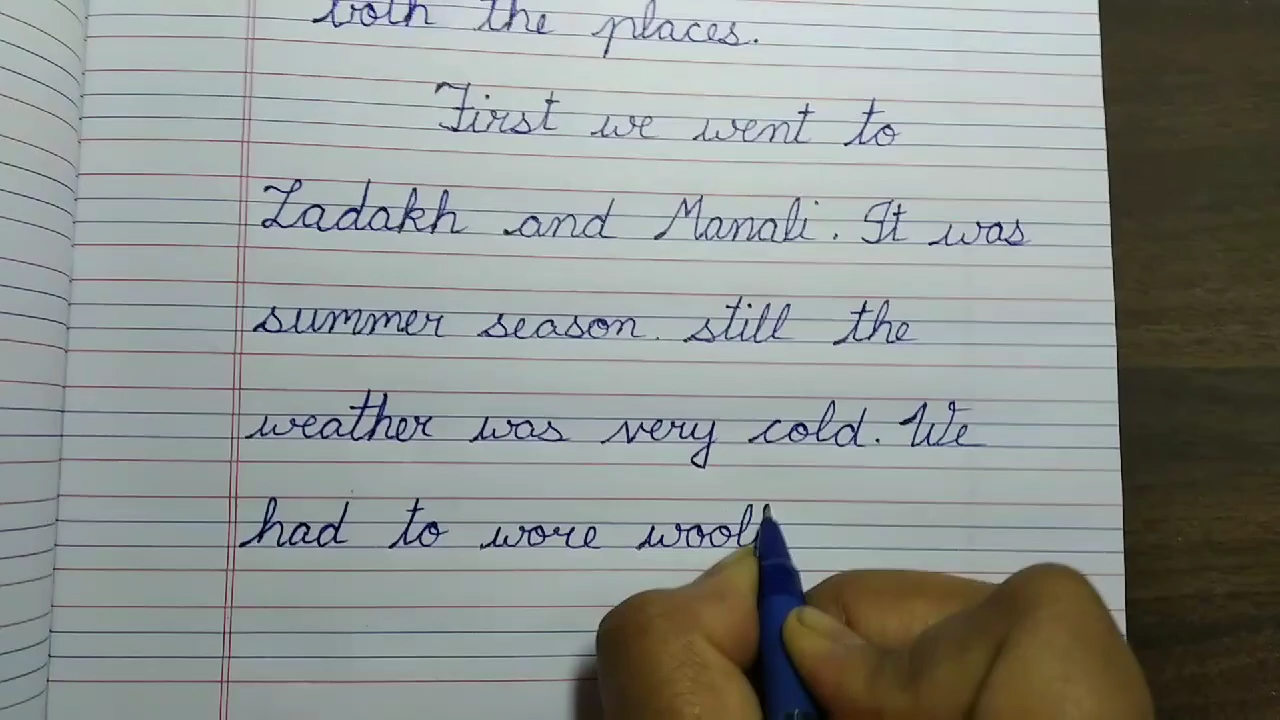 both the places.
First we went to
Ladakh and Manali. It was
summer season. still the
weather was very cold. We
had to wore